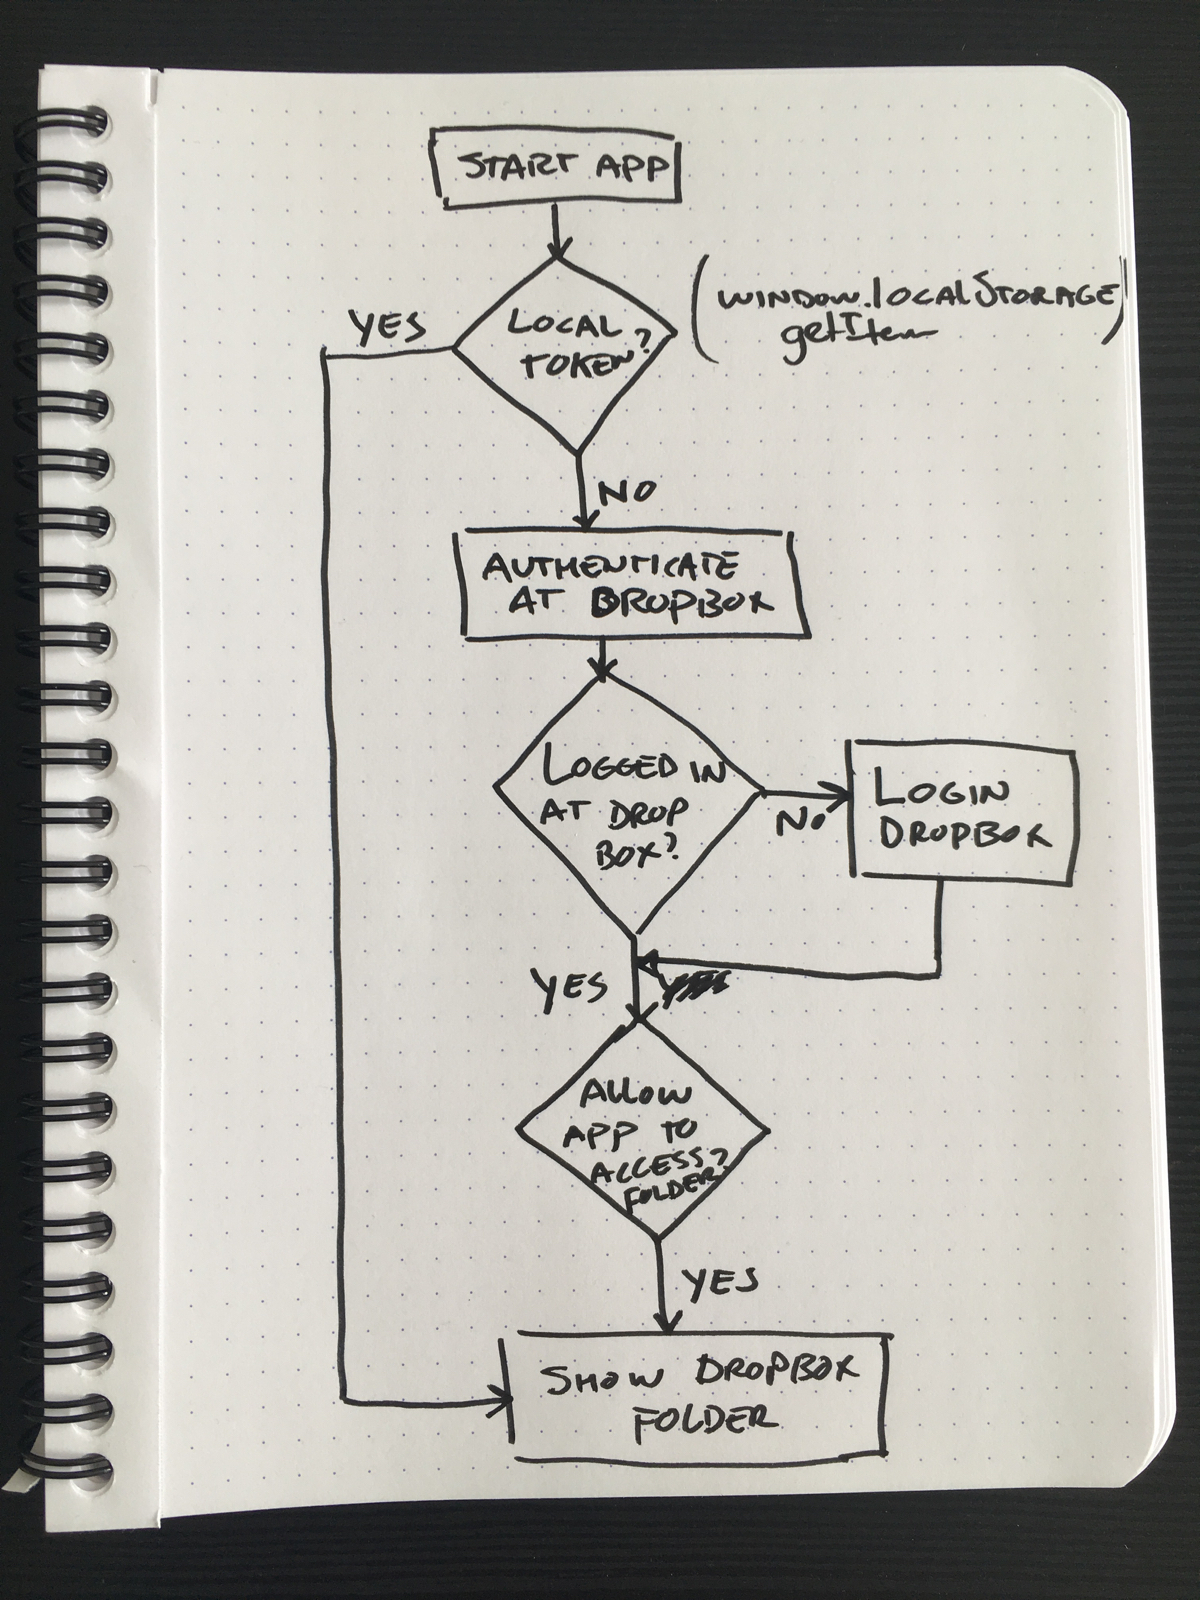 START APP
(WINDOW.localSTORAGE)
getItem
YES
LOCAL
TOKEN?
NO
AUTHENTICATE
AT DROPBOX
LOGGED IN
AT DROP
BOX?
NO
LOGIN
DROPBOX
YES
YES
ALLOW
APP TO
ACCESS?
FOLDER
YES
SHOW DROPBOX
FOLDER